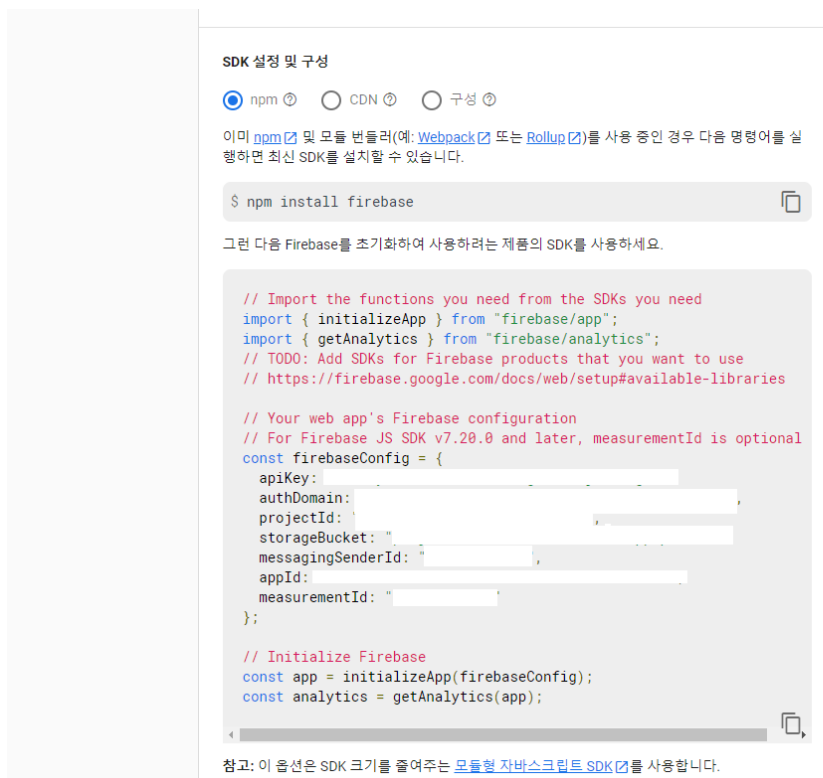 SDK 설정 및 구성
npm CDN 구성
이미 npm 및 모듈 번들러(예: Webpack 또는 Rollup)를 사용 중인 경우 다음 명령어를 실
행하면 최신 SDK를 설치할 수 있습니다.
$ npm install firebase
그런 다음 Firebase를 초기화하여 사용하려는 제품의 SDK를 사용하세요.
// Import the functions you need from the SDKs you need
import { initializeApp } from "firebase/app";
import { getAnalytics } from "firebase/analytics";
// TODO: Add SDKs for Firebase products that you want to use
// https://firebase.google.com/docs/web/setup#available-libraries
// Your web app's Firebase configuration
// For Firebase JS SDK v7.20.0 and later, measurementId is optional
const firebaseConfig = {
apiKey:
authDomain: ,
projectId: ",
storageBucket: "
messagingSenderId: "",
appId:
measurementId: ""
};
// Initialize Firebase
const app = initializeApp(firebaseConfig);
const analytics = getAnalytics(app);
참고: 이 옵션은 SDK 크기를 줄여주는 모듈형 자바스크립트 SDK를 사용합니다.